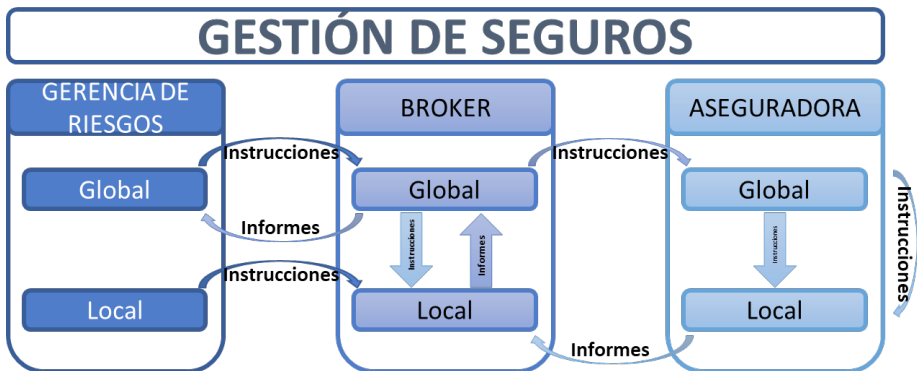 GESTIÓN DE SEGUROS
GERENCIA DE
RIESGOS
BROKER
ASEGURADORA
Instrucciones
Instrucciones
Global
Global
Global
Informes
Instrucciones
Informes
Instrucciones
Instrucciones
Instrucciones
Local
Local
Local
Informes